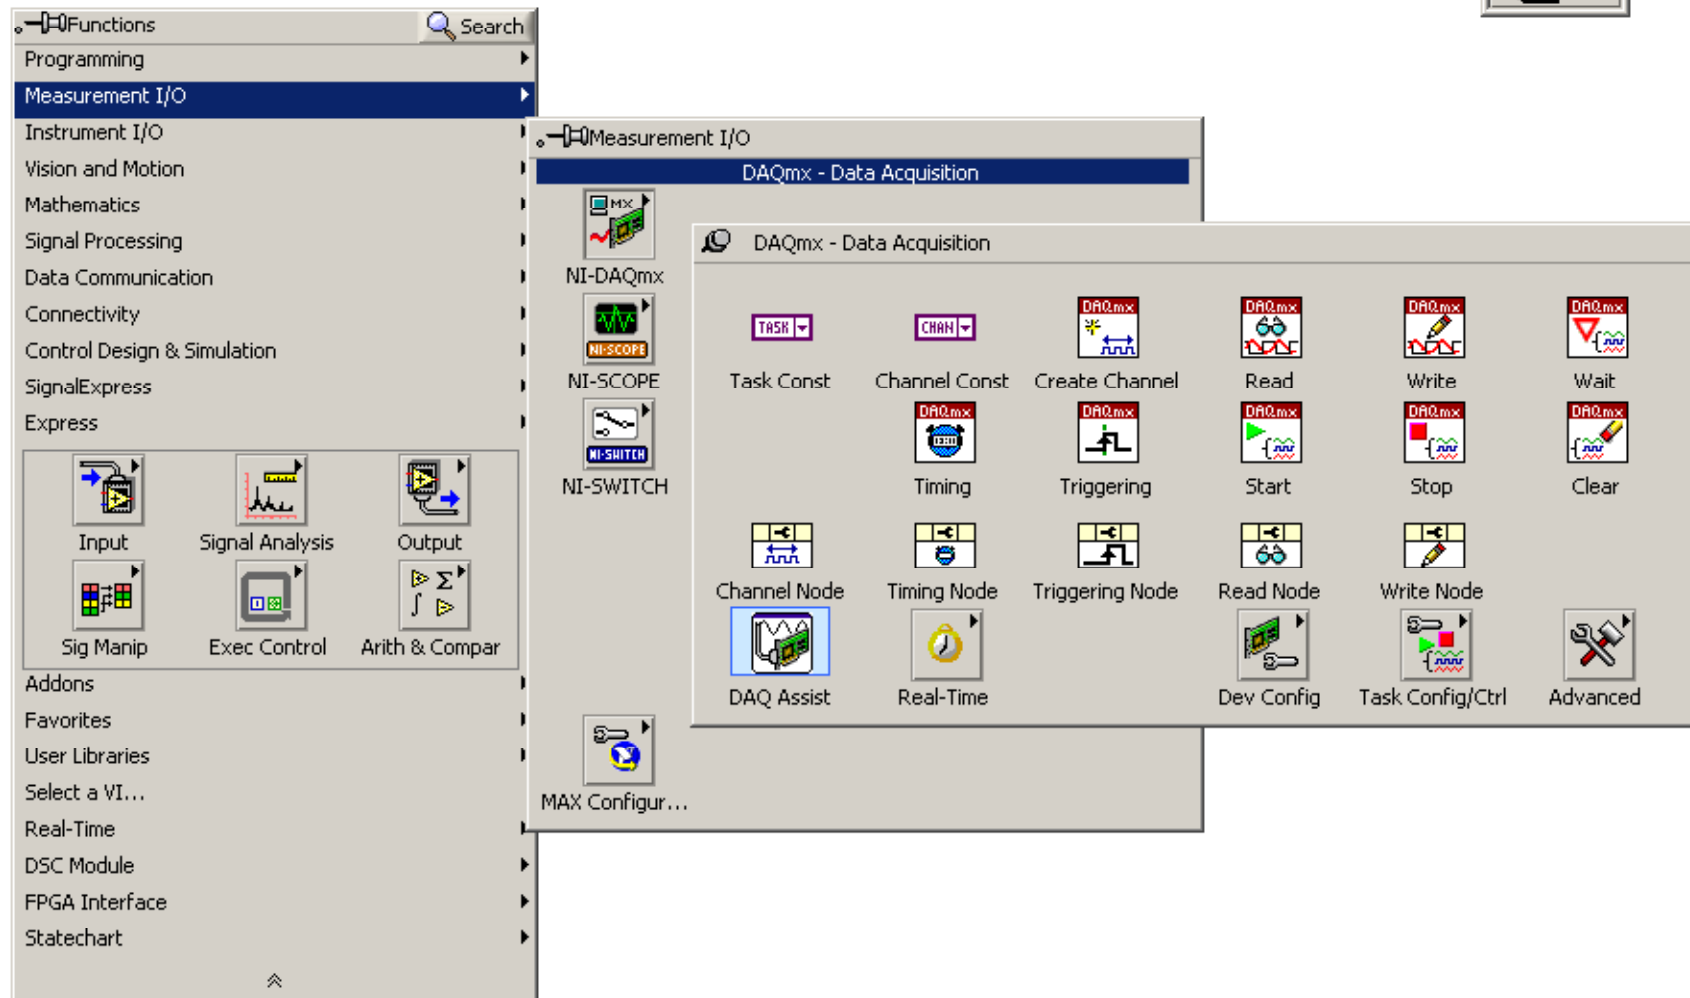 Functions
Search
Programming
Measurement I/O
Instrument I/O
Vision and Motion
Mathematics
Signal Processing
Data Communication
Connectivity
Control Design & Simulation
SignalExpress
Express
Input Signal Analysis Output
Sig Manip Exec Control Arith & Compar
Addons
Favorites
User Libraries
Select a VI...
Real-Time
DSC Module
FPGA Interface
Statechart
Measurement I/O
DAQmx - Data Acquisition
MX
NI-DAQmx
NI-SCOPE
NI-SCOPE
NI-SWITCH
NI-SWITCH
MAX Configur...
DAQmx - Data Acquisition
TASK CHAN DAQmx DAQmx DAQmx DAQmx
Task Const Channel Const Create Channel Read Write Wait
DAQmx DAQmx DAQmx DAQmx DAQmx
Timing Triggering Start Stop Clear
Channel Node Timing Node Triggering Node Read Node Write Node
DAQ Assist Real-Time Dev Config Task Config/Ctrl Advanced